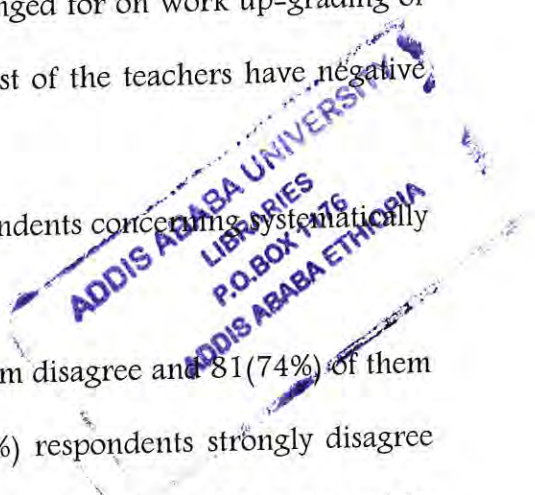 nged for on work up-grading of
st of the teachers have negative
ndents concerning systematically
ADDIS ABABA UNIVERSITY
LIBRARIES
P.O.BOX 1176
ADDIS ABABA ETHIOPIA
m disagree and 81(74%) of them
%) respondents strongly disagree